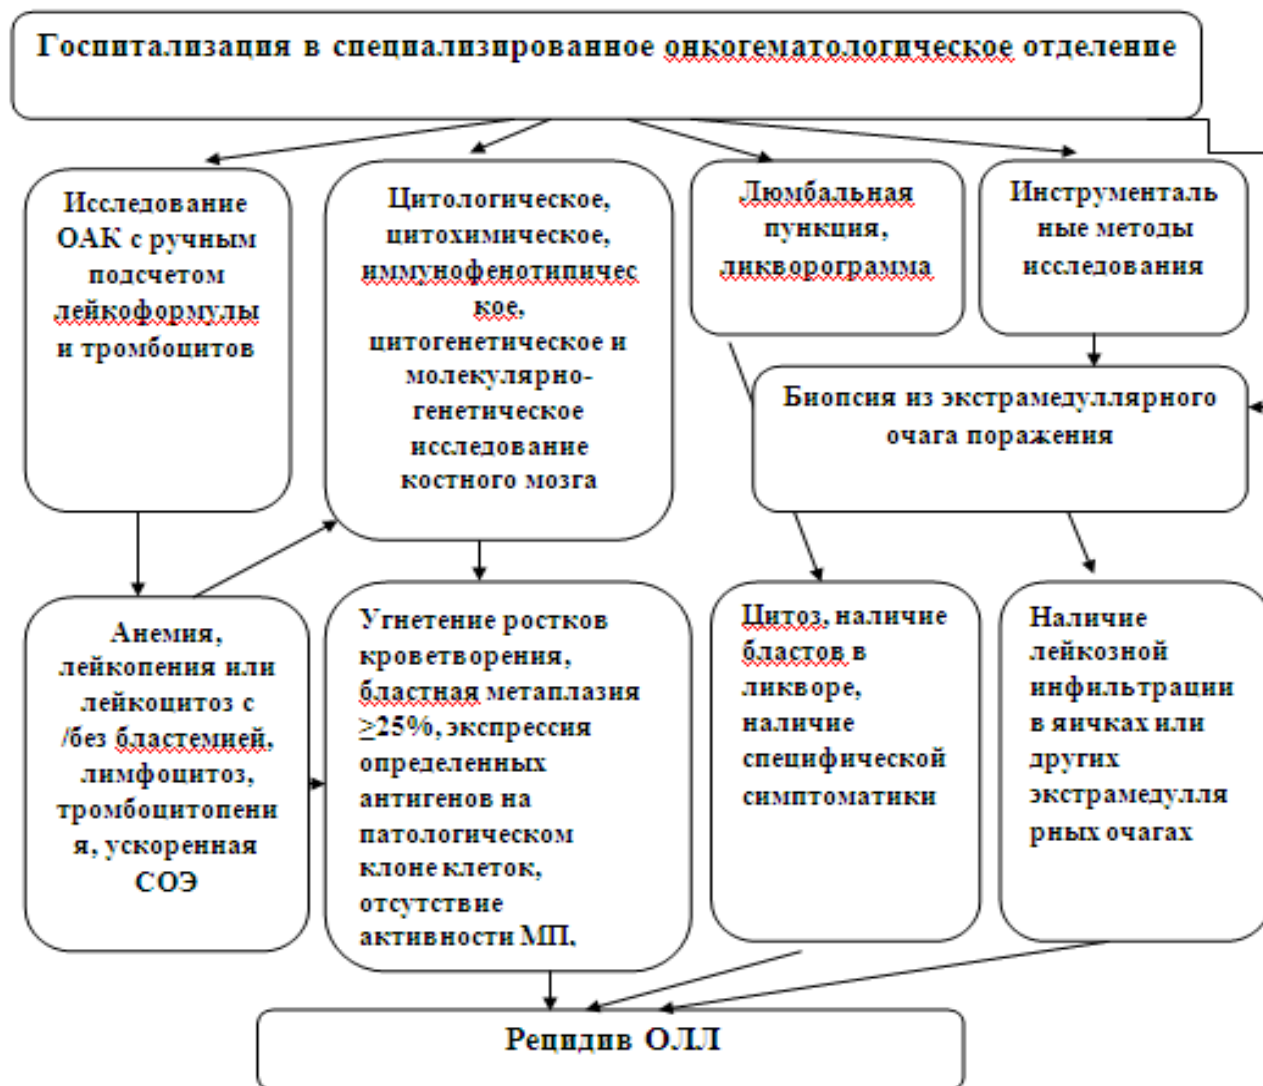 Госпитализация в специализированное онкогематологическое отделение
Исследование
ОАК с ручным
подсчетом
лейкоформулы
и тромбоцитов
Цитологическое,
цитохимическое,
иммунофенотипичес
кое,
цитогенетическое и
молекулярно-
генетическое
исследование
костного мозга
Люмбальная
пункция,
ликворограмма
Инструменталь
ные методы
исследования
Биопсия из экстрамедуллярного
очага поражения
Анемия,
лейкопения или
лейкоцитоз с
/без бластемией,
лимфоцитоз,
тромбоцитопени
я, ускоренная
СОЭ
Угнетение ростков
кроветворения,
бластная метаплазия
≥25%, экспрессия
определенных
антигенов на
патологическом
клоне клеток,
отсутствие
активности МП.
Цитоз, наличие
бластов в
ликворе,
наличие
специфической
симптоматики
Наличие
лейкозной
инфильтрации
в яичках или
других
экстрамедулля
рных очагах
Рецидив ОЛЛ